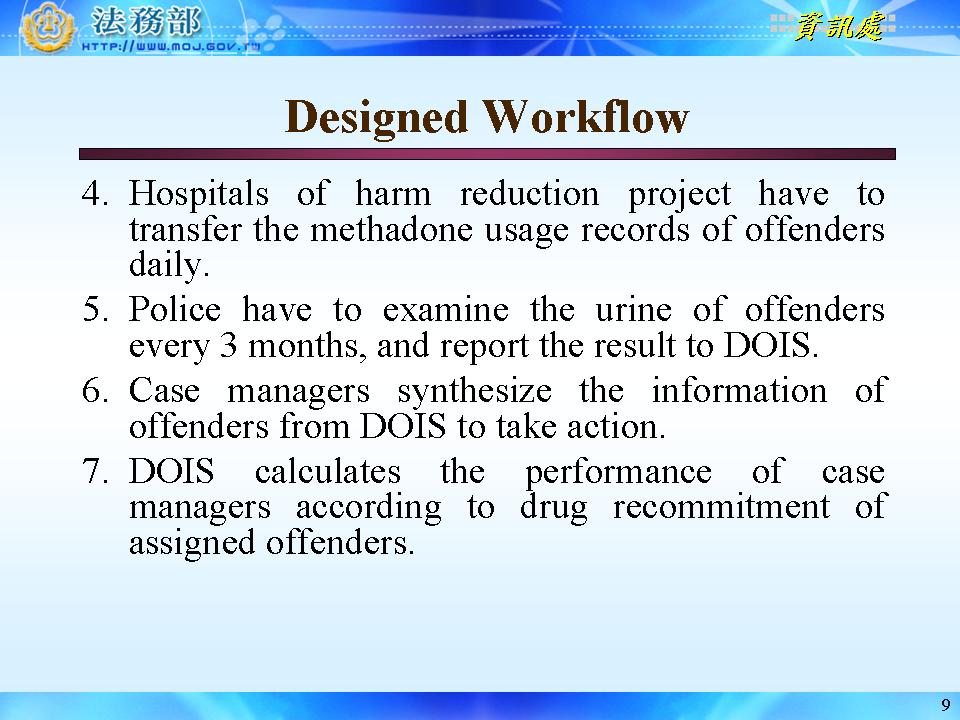 法務部
HTTP://WWW.MOJ.GOV.TW
資訊處
Designed Workflow
4. Hospitals of harm reduction project have to
transfer the methadone usage records of offenders
daily.
5. Police have to examine the urine of offenders
every 3 months, and report the result to DOIS.
6. Case managers synthesize the information of
offenders from DOIS to take action.
7. DOIS calculates the performance of case
managers according to drug recommitment of
assigned offenders.
9